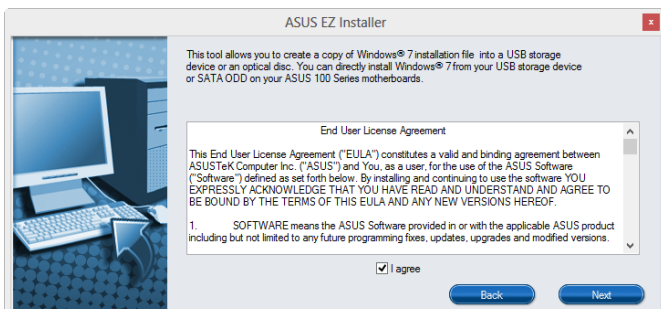 ASUS EZ Installer
x
This tool allows you to create a copy of Windows® 7 installation file into a USB storage
device or an optical disc. You can directly install Windows® 7 from your USB storage device
or SATA ODD on your ASUS 100 Series motherboards.
End User License Agreement
This End User License Agreement ("EULA") constitutes a valid and binding agreement between
ASUSTeK Computer Inc. ("ASUS") and You, as a user, for the use of the ASUS Software
("Software") defined as set forth below. By installing and continuing to use the software YOU
EXPRESSLY ACKNOWLEDGE THAT YOU HAVE READ AND UNDERSTAND AND AGREE TO
BE BOUND BY THE TERMS OF THIS EULA AND ANY NEW VERSIONS HEREOF.
1. SOFTWARE means the ASUS Software provided in or with the applicable ASUS product
including but not limited to any future programming fixes, updates, upgrades and modified versions.
I agree
Back Next